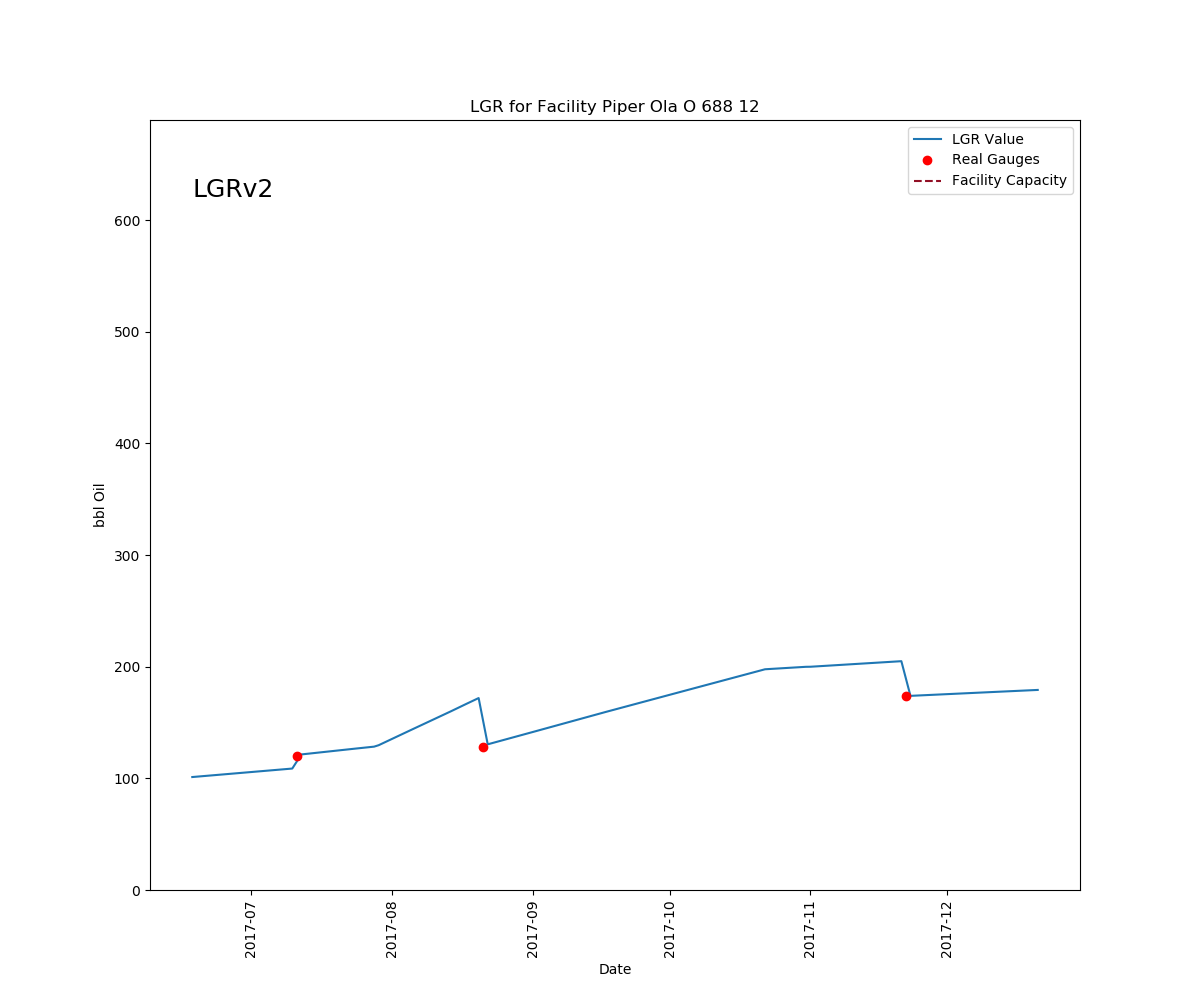 LGR for Facility Piper Ola O 688 12
LGRv2
LGR Value
Real Gauges
Facility Capacity
600
500
400
300
200
100
0
bbl Oil
2017-07
2017-08
2017-09
2017-10
2017-11
2017-12
Date